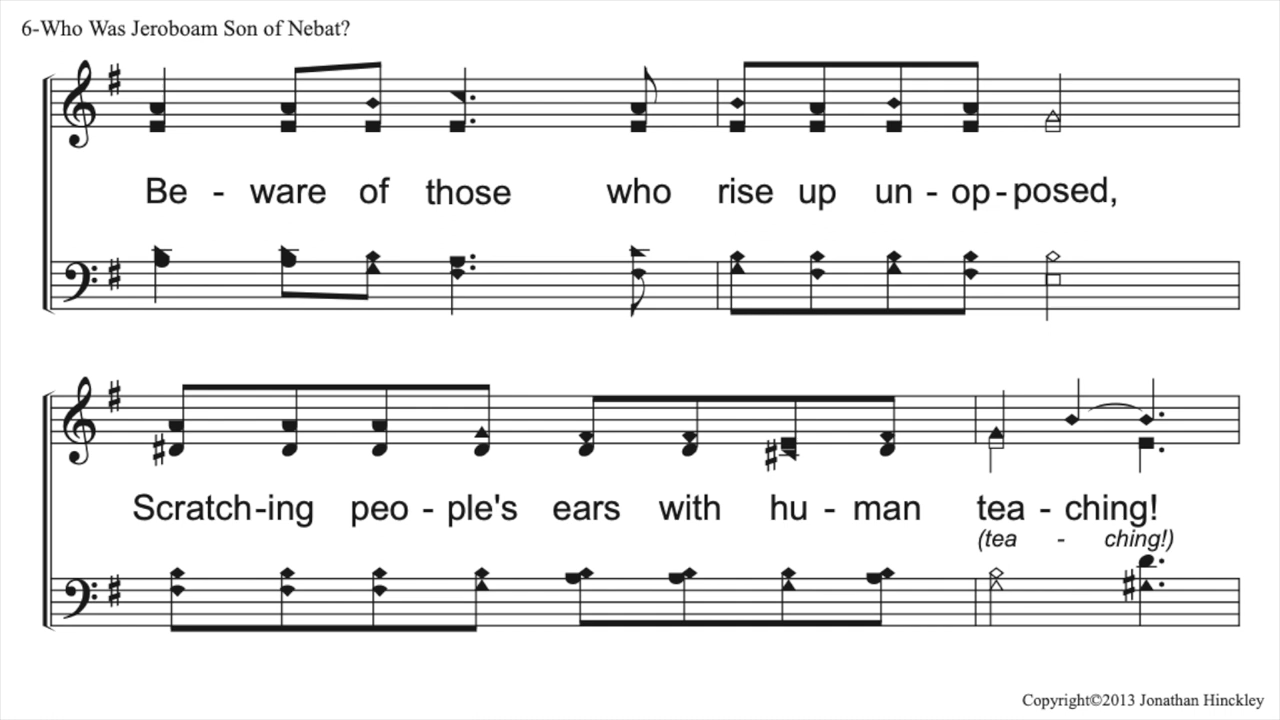 6-Who Was Jeroboam Son of Nebat?
Be - ware of those who rise up un - op - posed,
Scratch - ing peo - ple's ears with hu - man tea - ching!
(tea - ching!)
Copyright©2013 Jonathan Hinckley